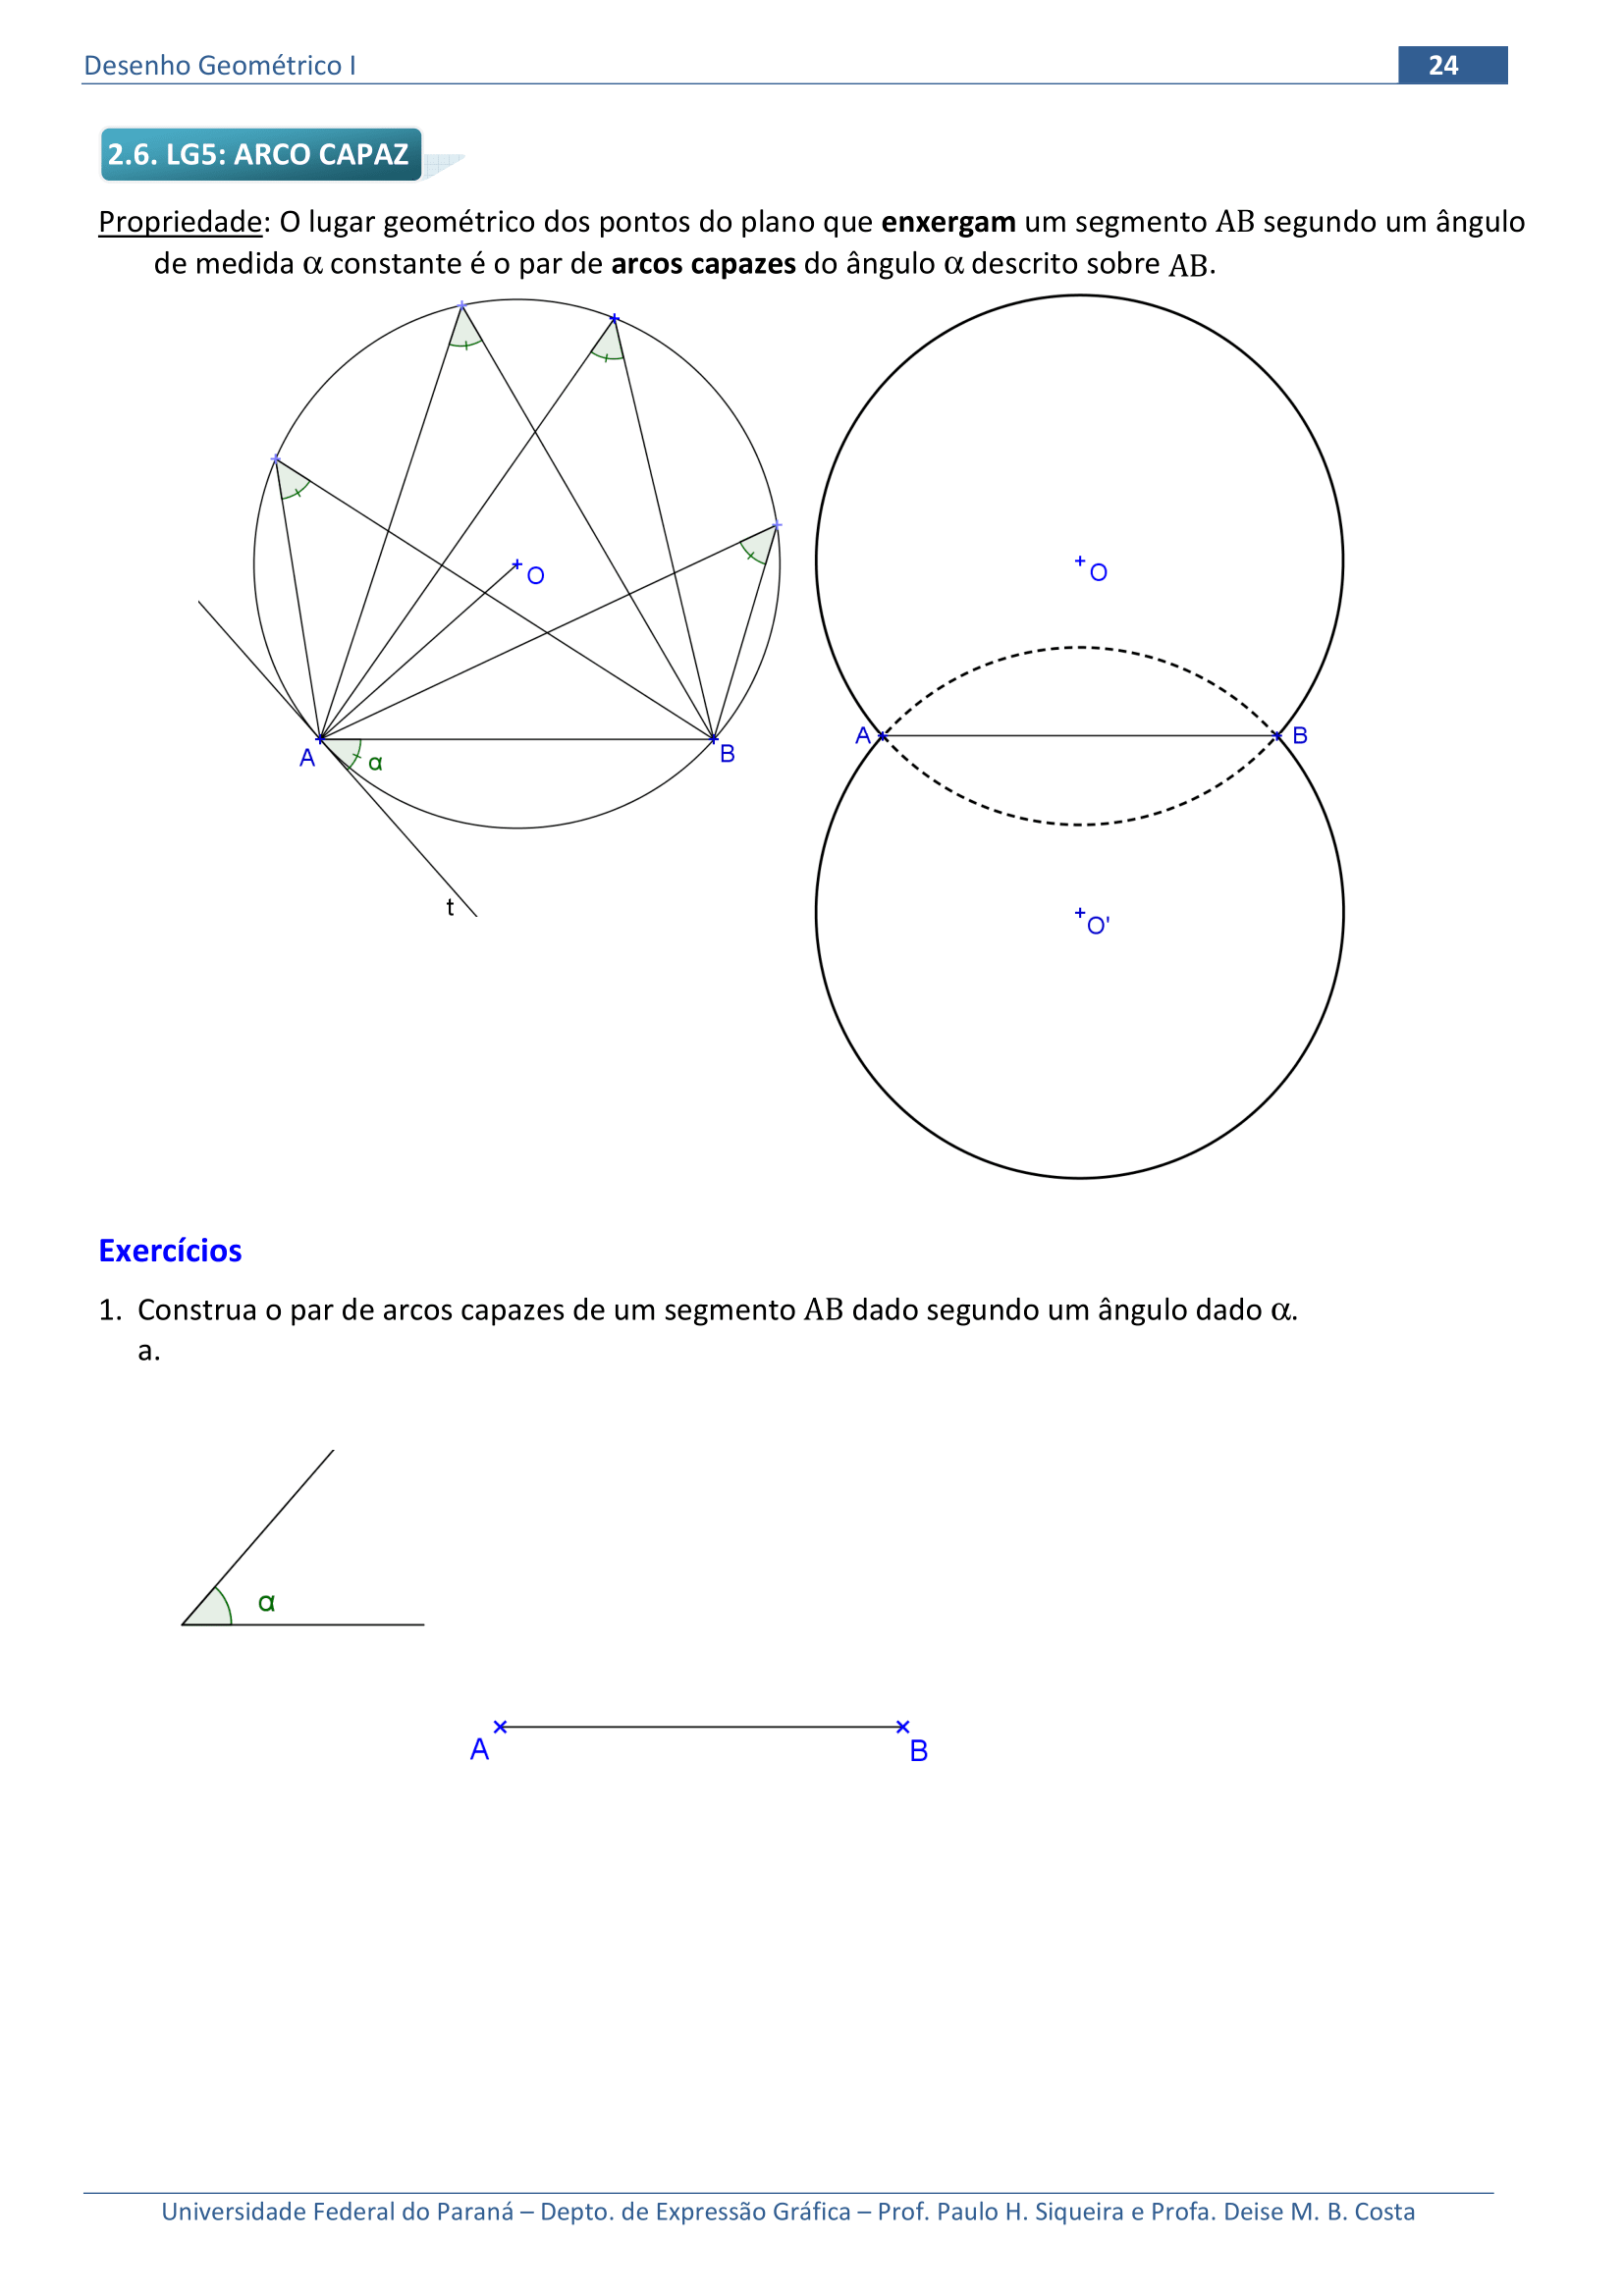 Desenho Geométrico I
24
2.6. LG5: ARCO CAPAZ
Propriedade: O lugar geométrico dos pontos do plano que enxergam um segmento AB segundo um ângulo
de medida α constante é o par de arcos capazes do ângulo α descrito sobre AB.
O
A
α
B
t
O
A
B
O'
Exercícios
1. Construa o par de arcos capazes de um segmento AB dado segundo um ângulo dado α.
a.
α
A
B
Universidade Federal do Paraná – Depto. de Expressão Gráfica – Prof. Paulo H. Siqueira e Profa. Deise M. B. Costa